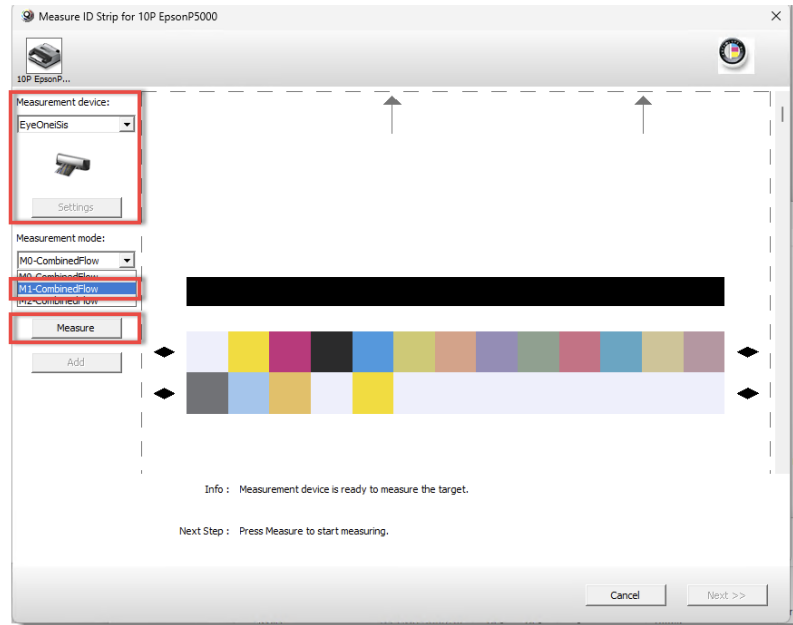 Measure ID Strip for 10P EpsonP5000
10P EpsonP...
Measurement device:
EyeOneiSis
Settings
Measurement mode:
M0-CombinedFlow
M0-CombinedFlow
M1-CombinedFlow
M2-CombinedFlow
Measure
Add
Info : Measurement device is ready to measure the target.
Next Step : Press Measure to start measuring.
Cancel
Next >>